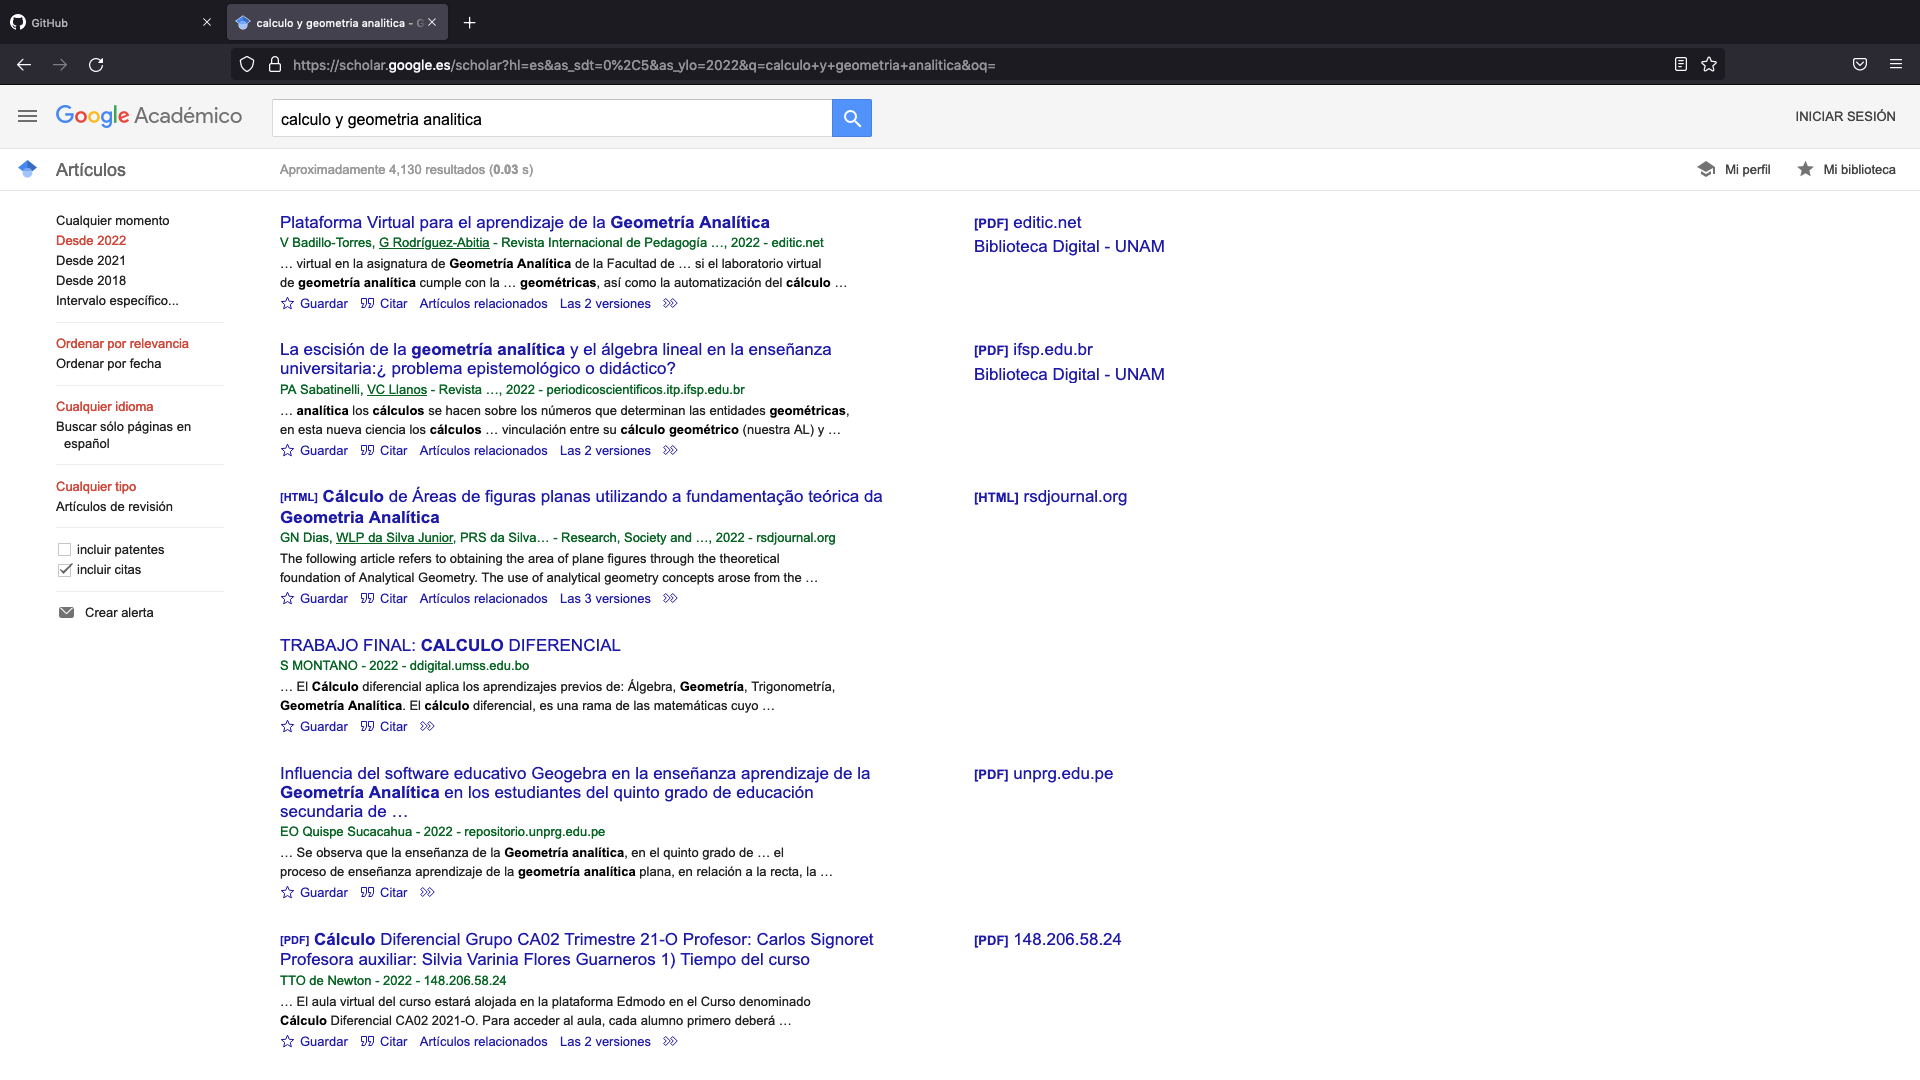 GitHub
calculo y geometria analitica - G
https://scholar.google.es/scholar?hl=es&as_sdt=0%2C5&as_ylo=2022&q=calculo+y+geometria+analitica&oq=
Google Académico
calculo y geometria analitica
INICIAR SESIÓN
Artículos
Aproximadamente 4,130 resultados (0.03 s)
Mi perfil
Mi biblioteca
Cualquier momento
Desde 2022
Desde 2021
Desde 2018
Intervalo específico...
Ordenar por relevancia
Ordenar por fecha
Cualquier idioma
Buscar sólo páginas en
español
Cualquier tipo
Artículos de revisión
incluir patentes
incluir citas
Crear alerta
Plataforma Virtual para el aprendizaje de la Geometría Analítica
V Badillo-Torres, G Rodríguez-Abitia - Revista Internacional de Pedagogía …, 2022 - editic.net
… virtual en la asignatura de Geometría Analítica de la Facultad de … si el laboratorio virtual
de geometría analítica cumple con la … geométricas, así como la automatización del cálculo …
Guardar Citar Artículos relacionados Las 2 versiones
[PDF] editic.net
Biblioteca Digital - UNAM
La escisión de la geometría analítica y el álgebra lineal en la enseñanza
universitaria:¿ problema epistemológico o didáctico?
PA Sabatinelli, VC Llanos - Revista …, 2022 - periodicoscientificos.itp.ifsp.edu.br
… analítica los cálculos se hacen sobre los números que determinan las entidades geométricas,
en esta nueva ciencia los cálculos … vinculación entre su cálculo geométrico (nuestra AL) y …
Guardar Citar Artículos relacionados Las 2 versiones
[PDF] ifsp.edu.br
Biblioteca Digital - UNAM
[HTML] Cálculo de Áreas de figuras planas utilizando a fundamentação teórica da
Geometria Analítica
GN Dias, WLP da Silva Junior, PRS da Silva… - Research, Society and …, 2022 - rsdjournal.org
The following article refers to obtaining the area of plane figures through the theoretical
foundation of Analytical Geometry. The use of analytical geometry concepts arose from the …
Guardar Citar Artículos relacionados Las 3 versiones
[HTML] rsdjournal.org
TRABAJO FINAL: CALCULO DIFERENCIAL
S MONTANO - 2022 - ddigital.umss.edu.bo
… El Cálculo diferencial aplica los aprendizajes previos de: Álgebra, Geometría, Trigonometría,
Geometría Analítica. El cálculo diferencial, es una rama de las matemáticas cuyo …
Guardar Citar
Influencia del software educativo Geogebra en la enseñanza aprendizaje de la
Geometría Analítica en los estudiantes del quinto grado de educación
secundaria de …
EO Quispe Sucacahua - 2022 - repositorio.unprg.edu.pe
… Se observa que la enseñanza de la Geometría analítica, en el quinto grado de … el
proceso de enseñanza aprendizaje de la geometría analítica plana, en relación a la recta, la …
Guardar Citar
[PDF] unprg.edu.pe
[PDF] Cálculo Diferencial Grupo CA02 Trimestre 21-O Profesor: Carlos Signoret
Profesora auxiliar: Silvia Varinia Flores Guarneros 1) Tiempo del curso
TTO de Newton - 2022 - 148.206.58.24
… El aula virtual del curso estará alojada en la plataforma Edmodo en el Curso denominado
Cálculo Diferencial CA02 2021-O. Para acceder al aula, cada alumno primero deberá …
Guardar Citar Artículos relacionados Las 2 versiones
[PDF] 148.206.58.24